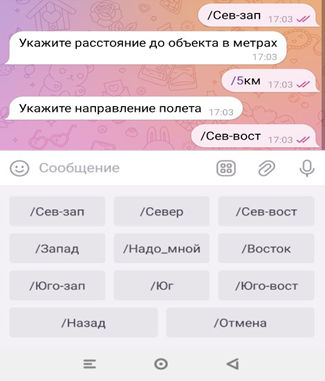 /Сев-зап
17:03
Укажите расстояние до объекта в метрах
17:03
/5км
17:03
Укажите направление полета
17:03
/Сев-вост
17:03
Сообщение
/Сев-зап /Север /Сев-вост
/Запад /Надо_мной /Восток
/Юго-зап /Юг /Юго-вост
/Назад /Отмена